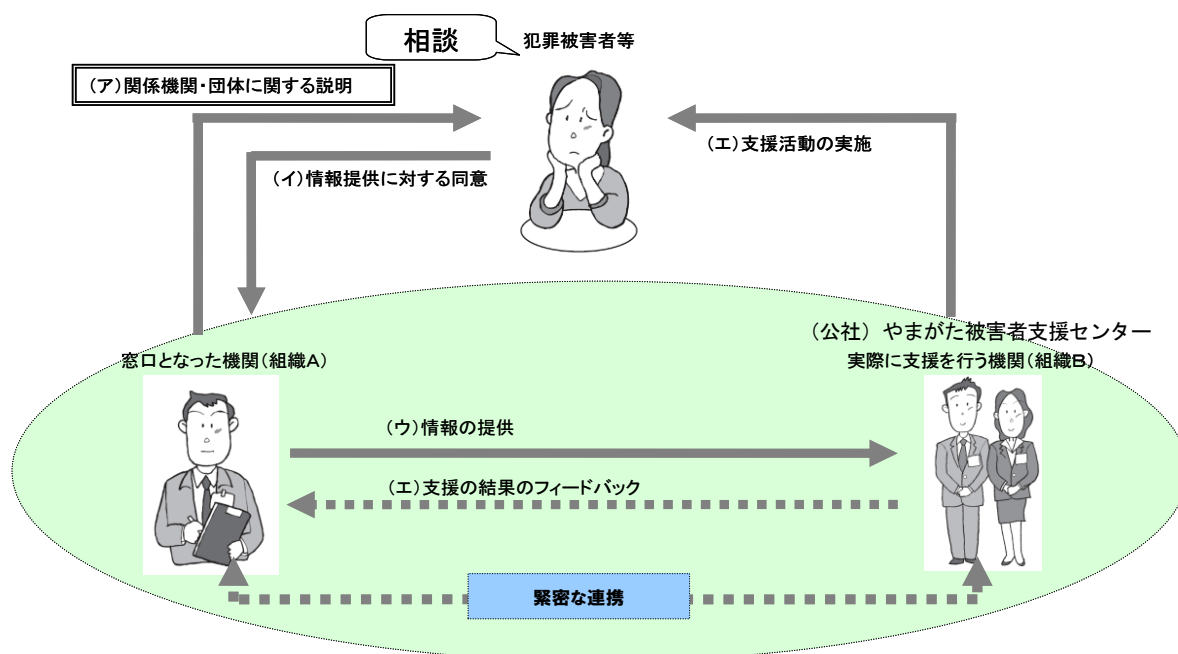 相談
犯罪被害者等
（ア）関係機関・団体に関する説明
（エ）支援活動の実施
（イ）情報提供に対する同意
（公社）やまがた被害者支援センター
窓口となった機関（組織Ａ）
実際に支援を行う機関（組織Ｂ）
（ウ）情報の提供
（エ）支援の結果のフィードバック
緊密な連携